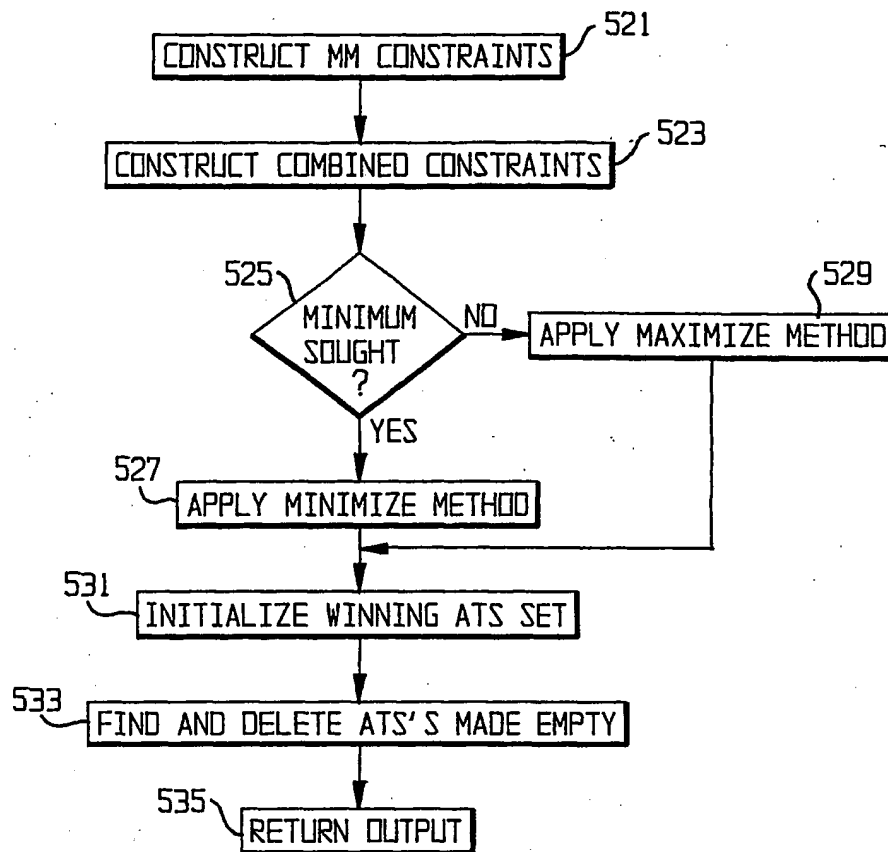 521
CONSTRUCT MM CONSTRAINTS
523
CONSTRUCT COMBINED CONSTRAINTS
525
MINIMUM
SOUGHT
?
NO
529
APPLY MAXIMIZE METHOD
YES
527
APPLY MINIMIZE METHOD
531
INITIALIZE WINNING ATS SET
533
FIND AND DELETE ATS'S MADE EMPTY
535
RETURN OUTPUT